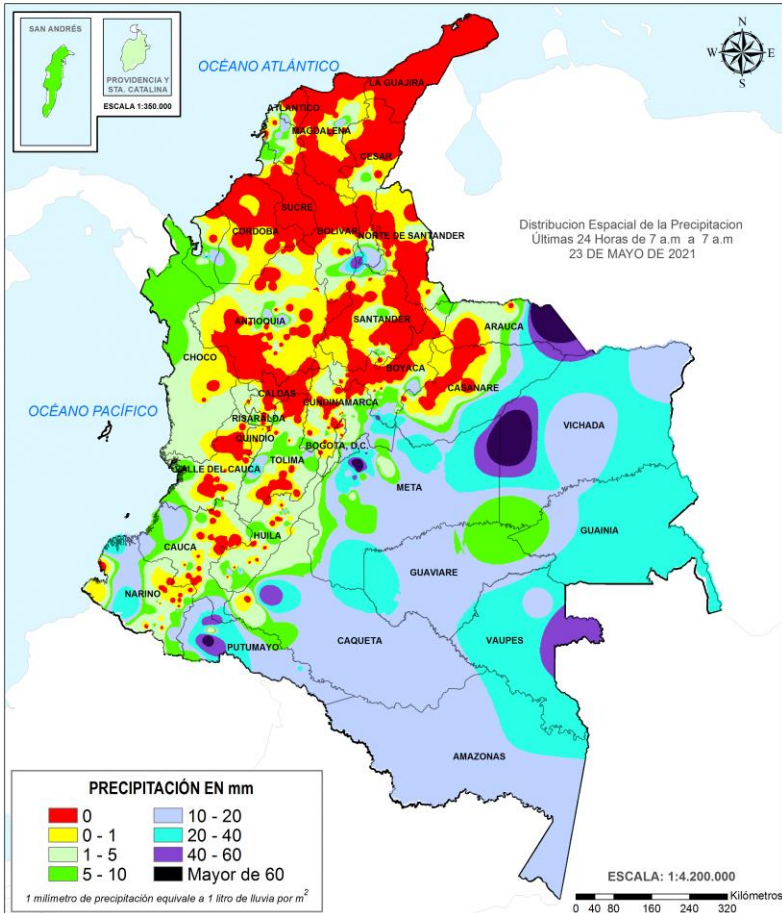 SAN ANDRÉS
PROVIDENCIA Y
STA. CATALINA
ESCALA 1:350.000
OCÉANO ATLÁNTICO
N
W
E
S
LA GUAJIRA
ATLANTICO
MAGDALENA
CESAR
SUCRE
CORDOBA
BOLIVAR
NORTE DE SANTANDER
Distribucion Espacial de la Precipitacion
Últimas 24 Horas de 7 a.m a 7 a.m
23 DE MAYO DE 2021
ANTIOQUIA
SANTANDER
ARAUCA
CHOCO
BOYACA
CASANARE
OCÉANO PACÍFICO
CALDAS
CUNDINAMARCA
RISARALDA
VICHADA
QUINDIO
BOGOTA, D.C.
TOLIMA
VALLE DEL CAUCA
META
GUAINIA
CAUCA
HUILA
GUAVIARE
NARINO
CAQUETA
VAUPES
PUTUMAYO
AMAZONAS
PRECIPITACIÓN EN mm
0
0 - 1
1 - 5
5 - 10
10 - 20
20 - 40
40 - 60
Mayor de 60
1 milimetro de precipitación equivale a 1 litro de lluvia por m2
ESCALA: 1:4.200.000
Kilómetros
0 40 80 160 240 320